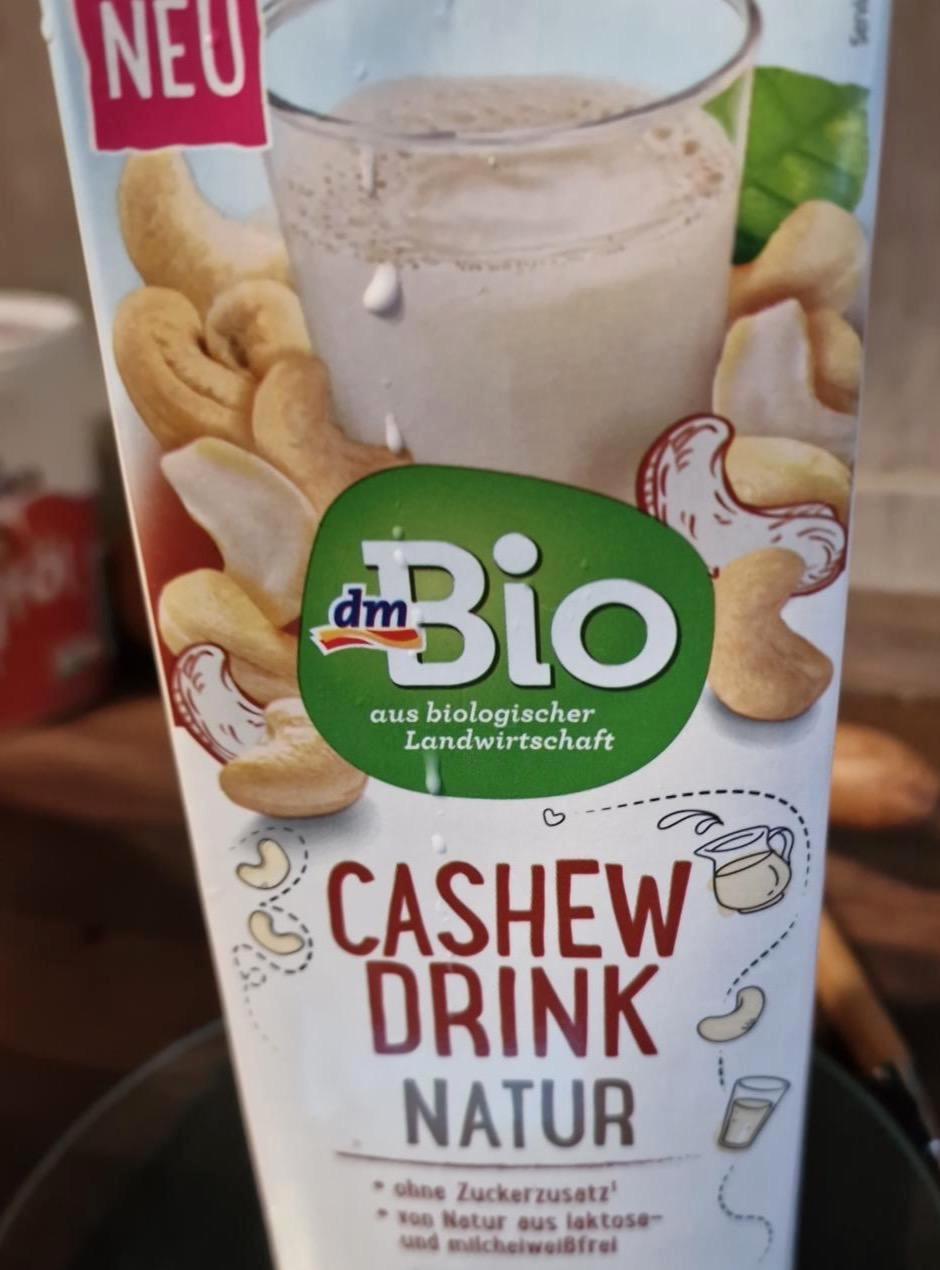 NEU
dm
Bio
aus biologischer
Landwirtschaft
CASHEW
DRINK
NATUR
• ohne Zuckerzusatz¹
• von Natur aus laktose-
und milcheiweißfrei